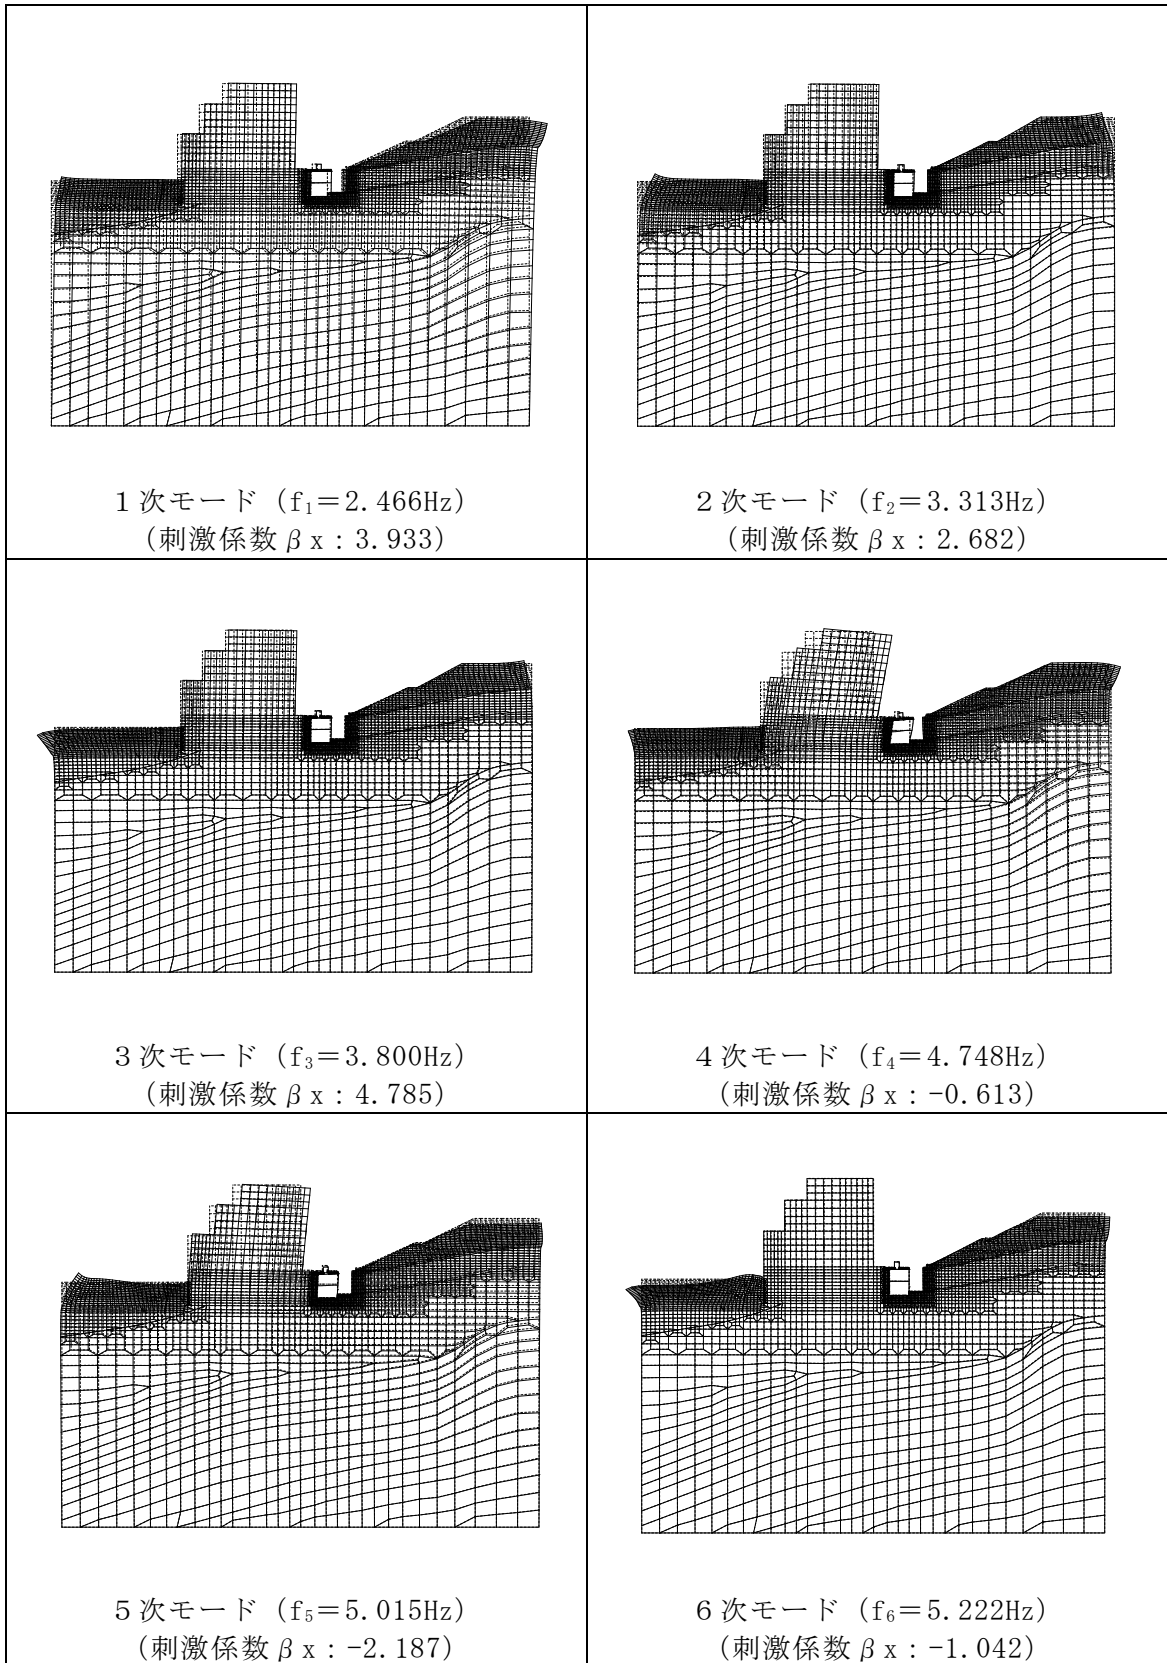 1次モード (f₁=2.466Hz)
(刺激係数βx:3.933)
2次モード (f₂=3.313Hz)
(刺激係数βx:2.682)
3次モード (f₃=3.800Hz)
(刺激係数βx:4.785)
4次モード (f₄=4.748Hz)
(刺激係数βx:-0.613)
5次モード (f₅=5.015Hz)
(刺激係数βx:-2.187)
6次モード (f₆=5.222Hz)
(刺激係数βx:-1.042)